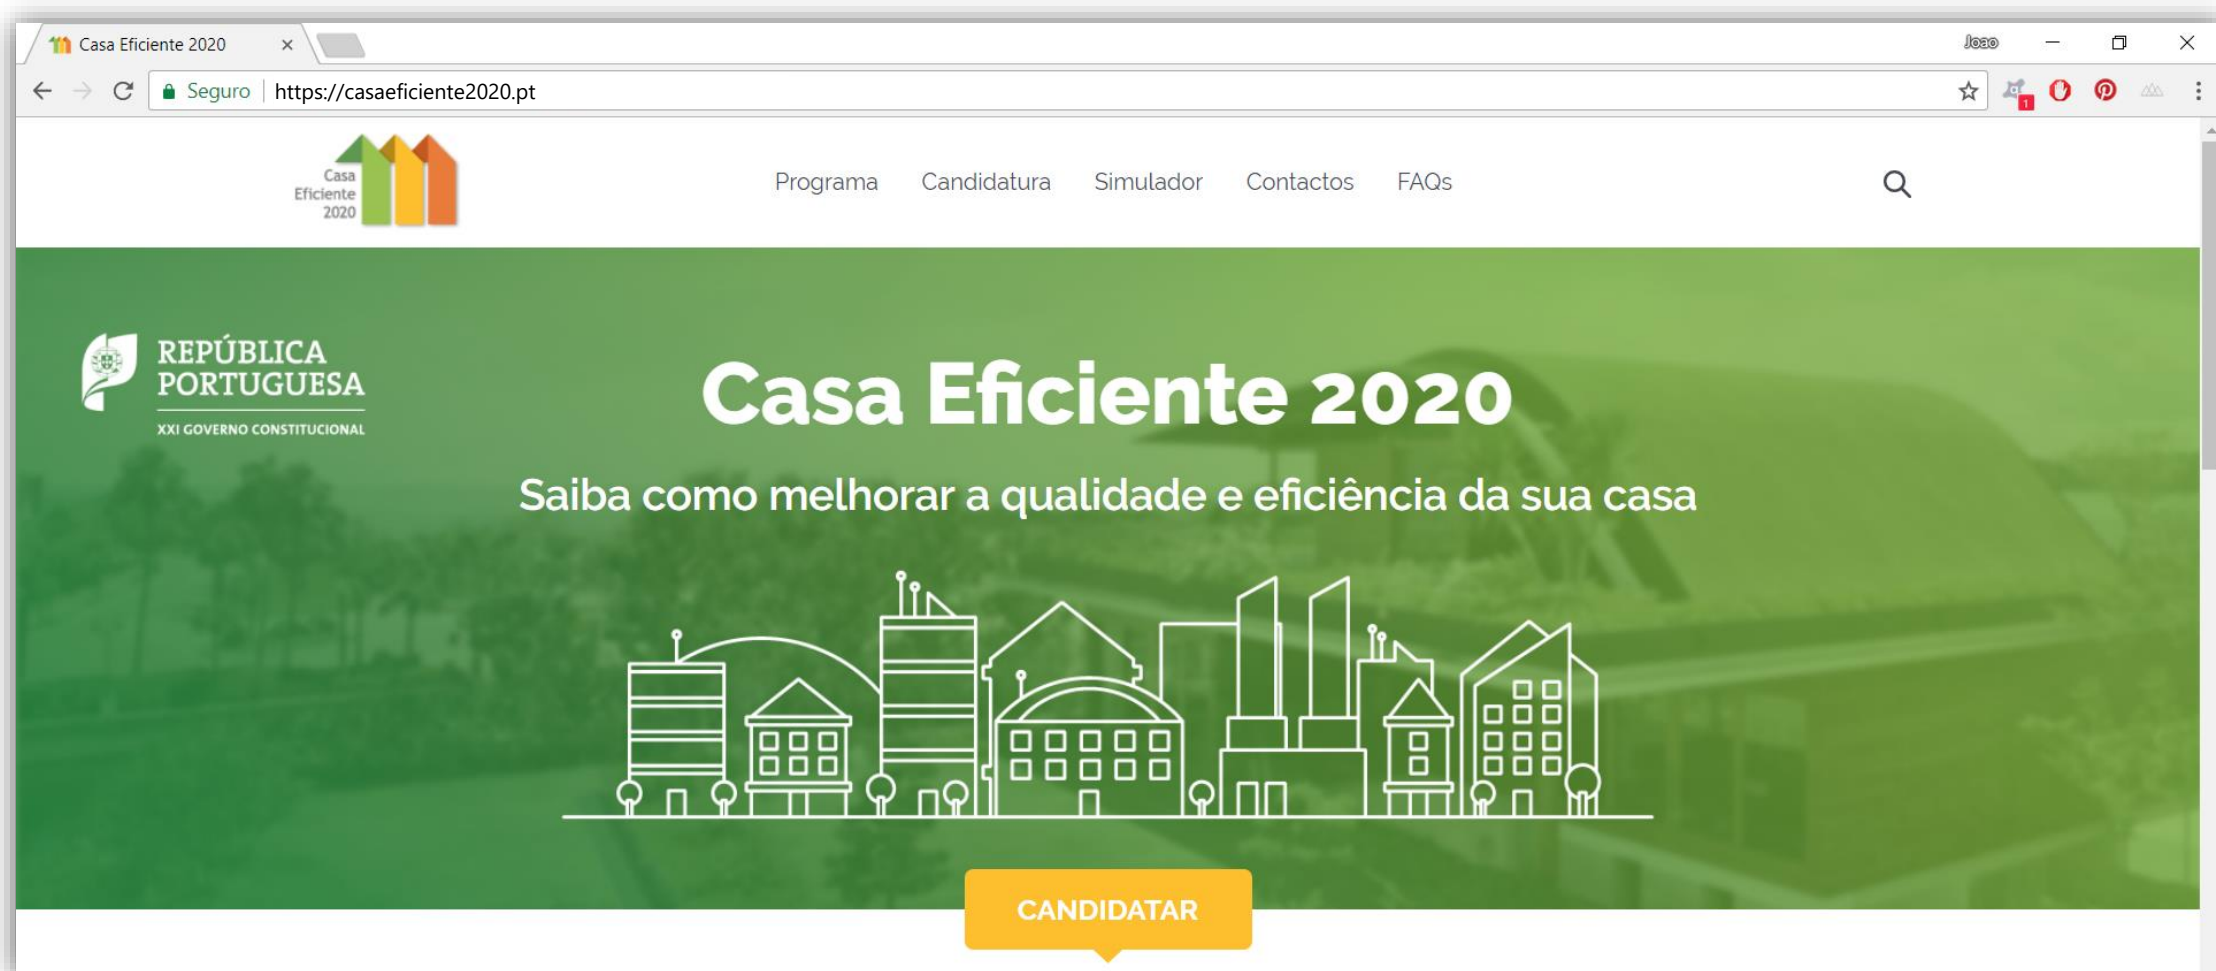 Casa Eficiente 2020
Joao
Seguro
https://casaeficiente2020.pt
1
Casa
Eficiente
2020
Programa Candidatura Simulador Contactos FAQs
REPÚBLICA
PORTUGUESA
XXI GOVERNO CONSTITUCIONAL
Casa Eficiente 2020
Saiba como melhorar a qualidade e eficiência da sua casa
CANDIDATAR